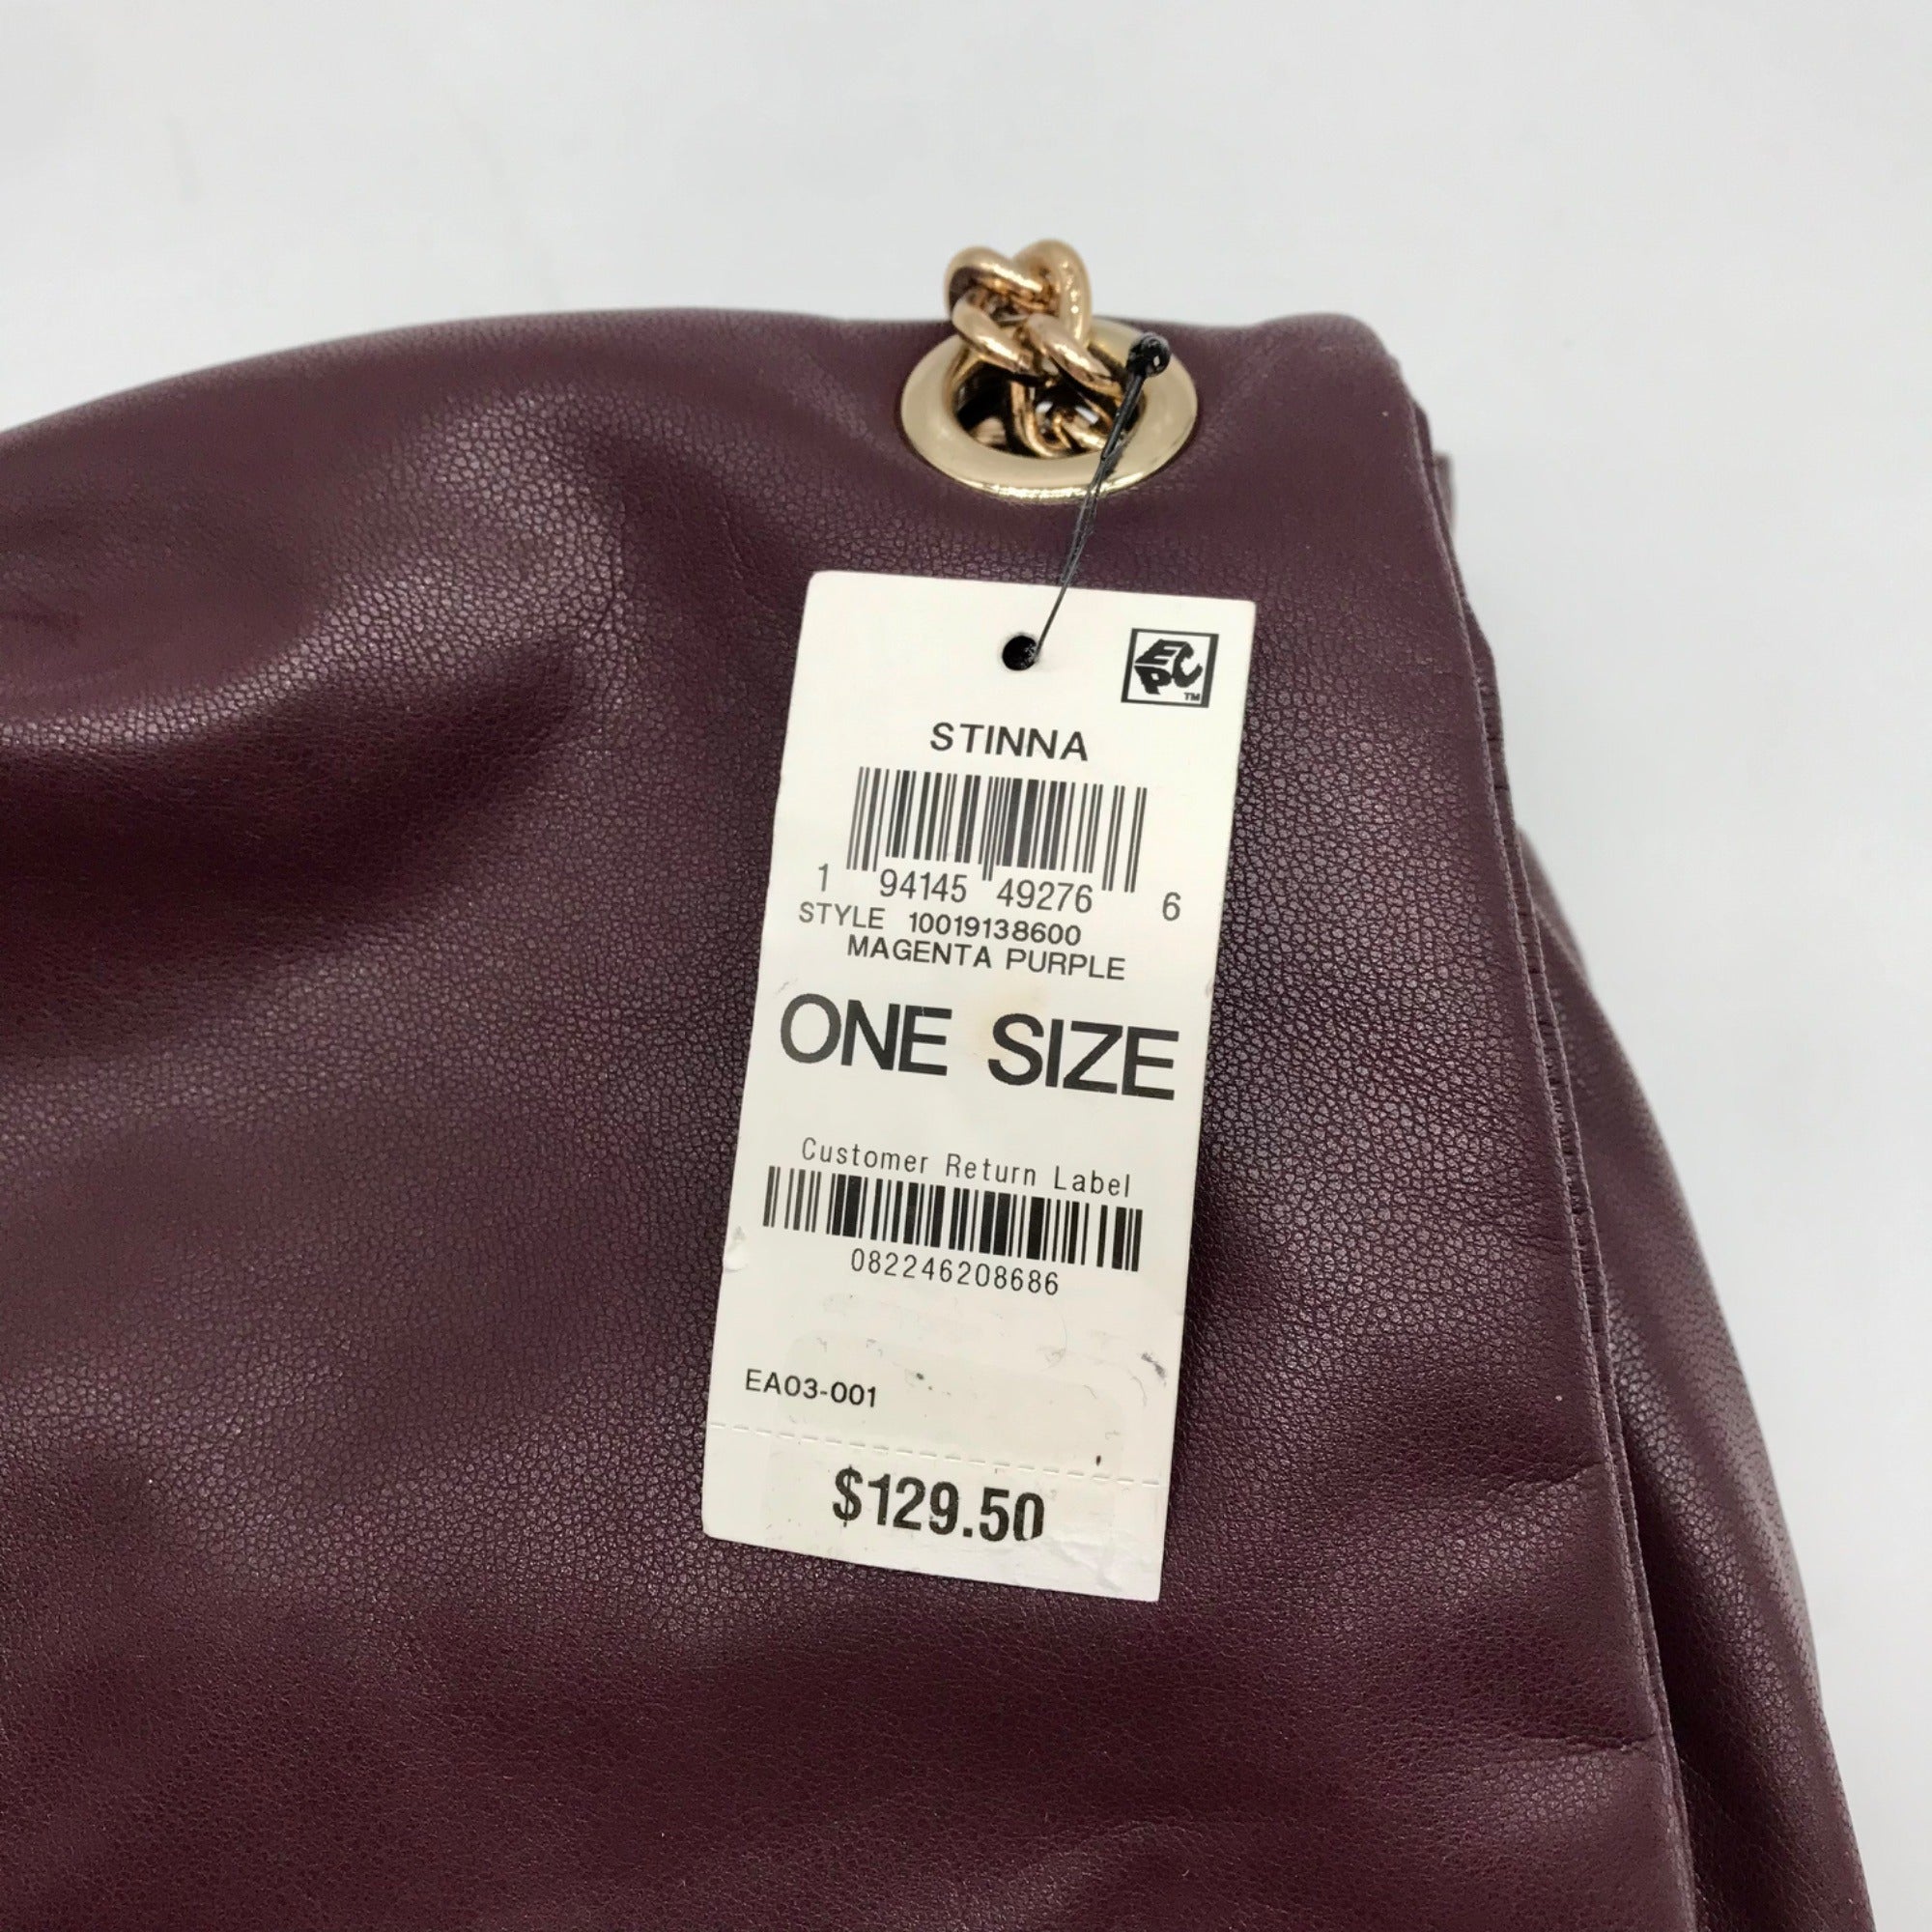 EPC™
STINNA
1 94145 49276 6
STYLE 10019138600
MAGENTA PURPLE
ONE SIZE
Customer Return Label
082246208686
EA03-001
$129.50